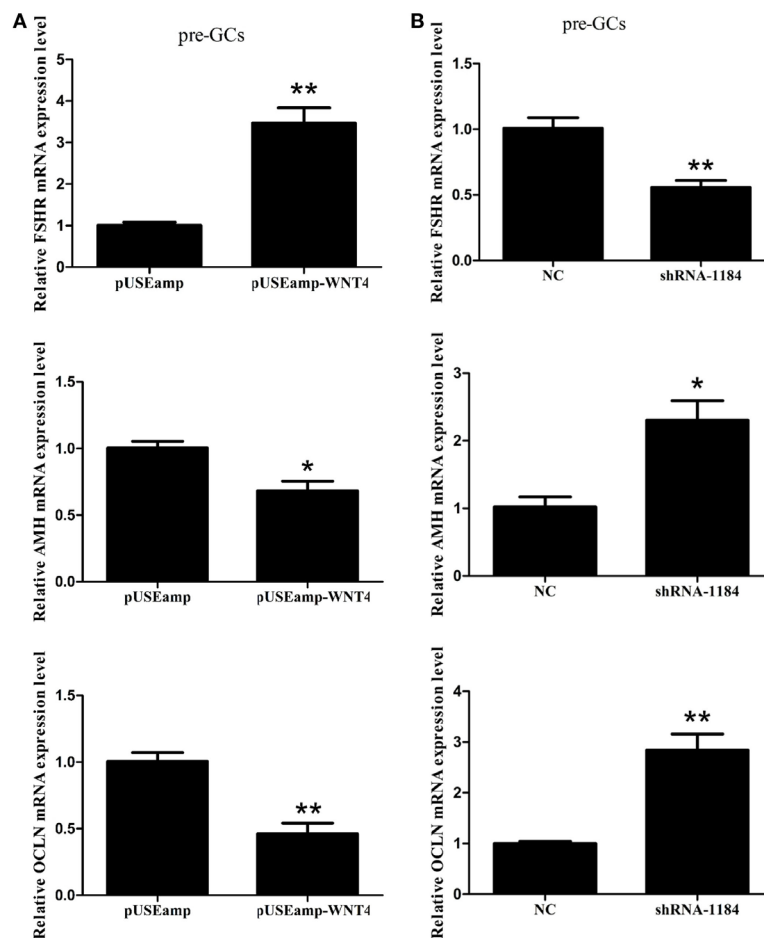 A
pre-GCs
Relative FSHR mRNA expression level
5
4
3
2
1
0
**
pUSEamp
pUSEamp-WNT4
Relative AMH mRNA expression level
1.5
1.0
0.5
0.0
*
pUSEamp
pUSEamp-WNT4
Relative OCLN mRNA expression level
1.5
1.0
0.5
0.0
**
pUSEamp
pUSEamp-WNT4
B
pre-GCs
Relative FSHR mRNA expression level
1.5
1.0
0.5
0.0
**
NC
shRNA-1184
Relative AMH mRNA expression level
3
2
1
0
*
NC
shRNA-1184
Relative OCLN mRNA expression level
4
3
2
1
0
**
NC
shRNA-1184